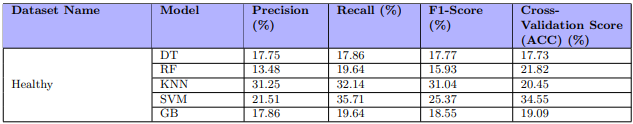 Dataset Name Model Precision (%) Recall (%) F1-Score (%) Cross-Validation Score (ACC) (%)
Healthy
DT 17.75 17.86 17.77 17.73
RF 13.48 19.64 15.93 21.82
KNN 31.25 32.14 31.04 20.45
SVM 21.51 35.71 25.37 34.55
GB 17.86 19.64 18.55 19.09